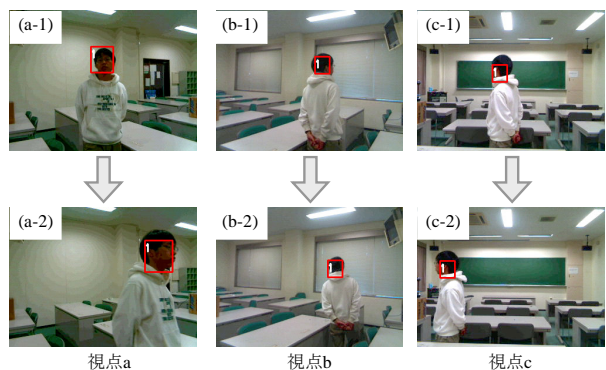 (a-1) (b-1) (c-1)
1 1
(a-2) (b-2) (c-2)
1 1 1
視点a 視点b 視点c